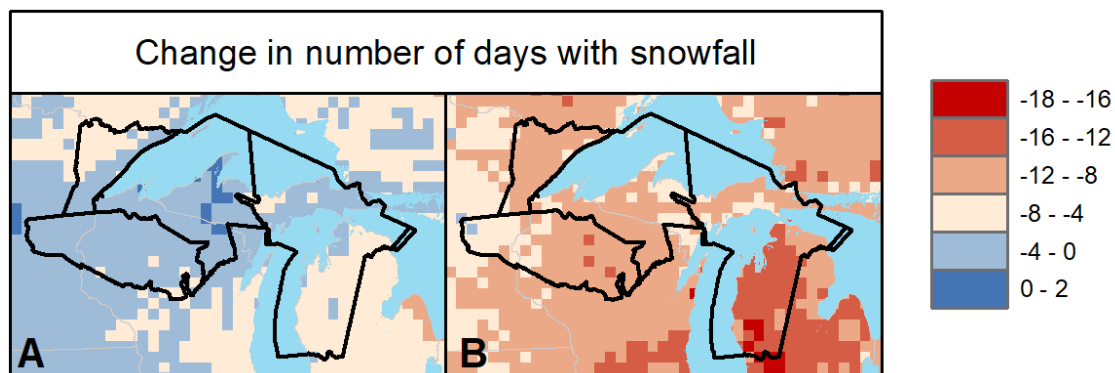 Change in number of days with snowfall
A
B
-18 - -16
-16 - -12
-12 - -8
-8 - -4
-4 - 0
0 - 2